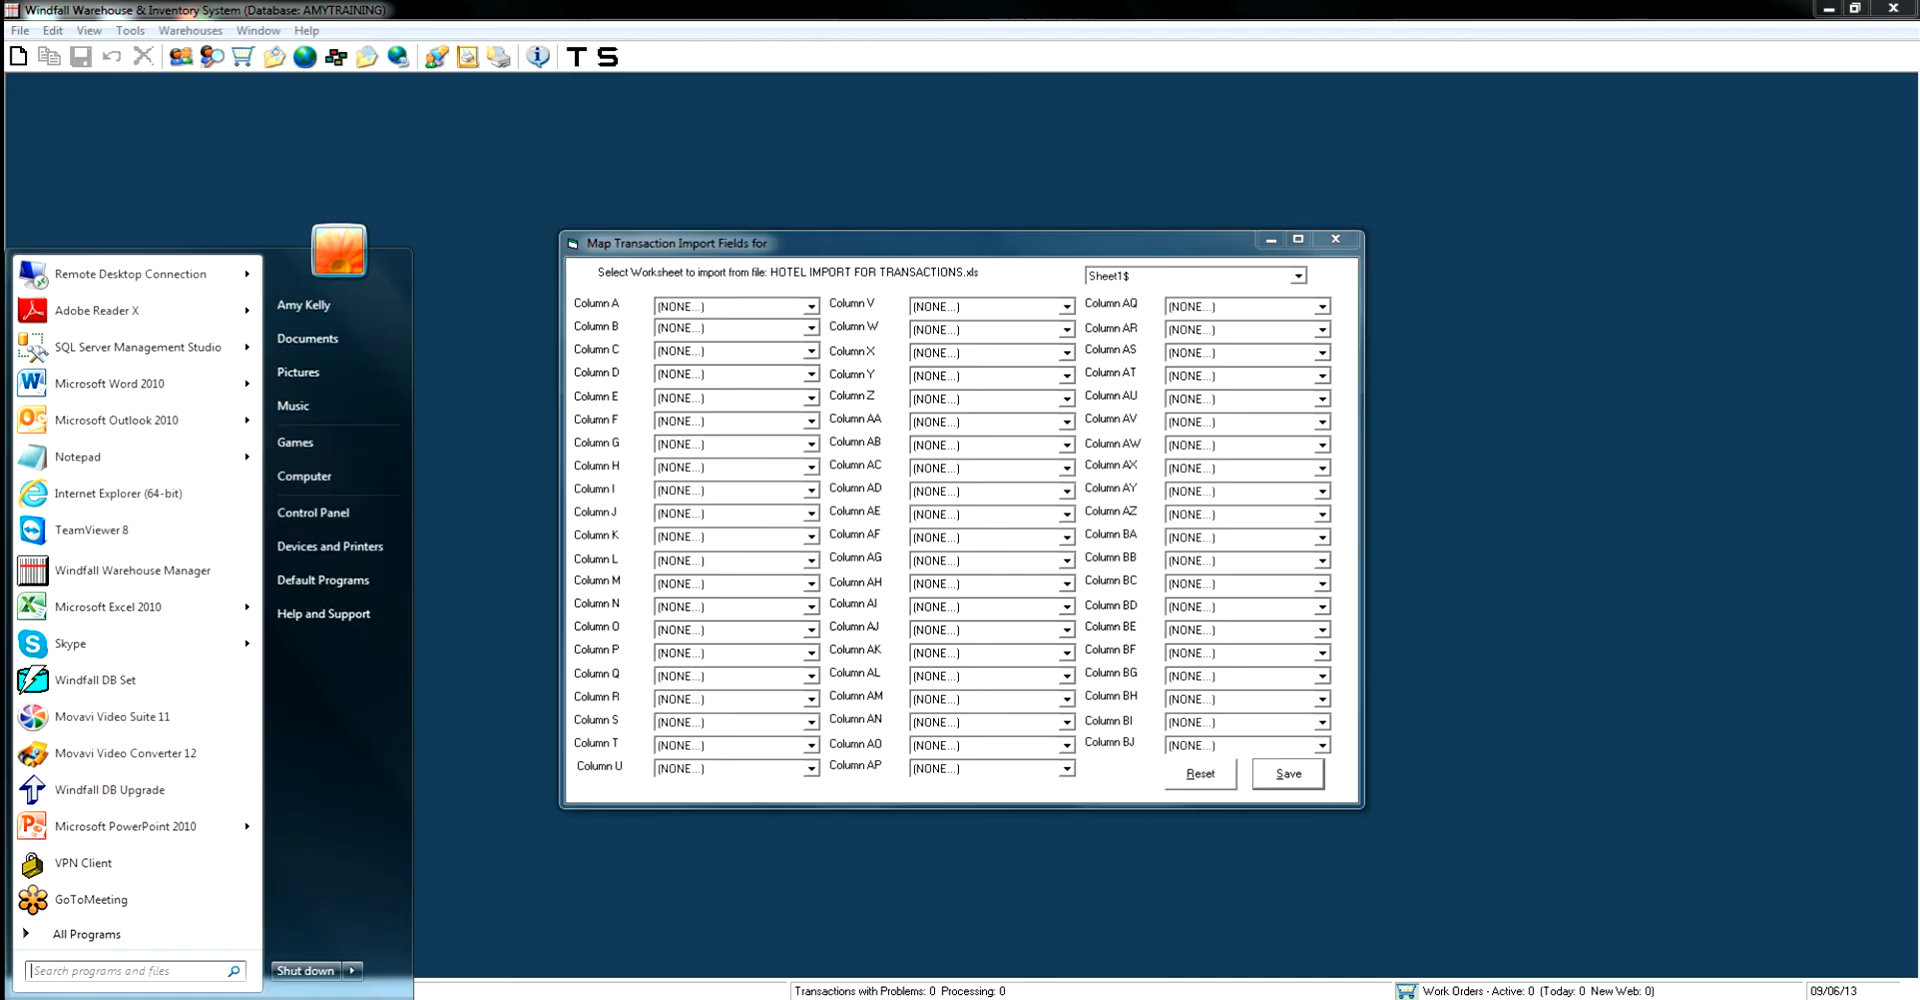 Windfall Warehouse & Inventory System (Database: AMYTRAINING)
File Edit View Tools Warehouses Window Help
T S
Remote Desktop Connection
Adobe Reader X
SQL Server Management Studio
Microsoft Word 2010
Microsoft Outlook 2010
Notepad
Internet Explorer (64-bit)
TeamViewer 8
Windfall Warehouse Manager
Microsoft Excel 2010
Skype
Windfall DB Set
Movavi Video Suite 11
Movavi Video Converter 12
Windfall DB Upgrade
Microsoft PowerPoint 2010
VPN Client
GoToMeeting
All Programs
Search programs and files
Amy Kelly
Documents
Pictures
Music
Games
Computer
Control Panel
Devices and Printers
Default Programs
Help and Support
Shut down
Map Transaction Import Fields for
Select Worksheet to import from file: HOTEL IMPORT FOR TRANSACTIONS.xls Sheet1$
Column A (NONE...) Column V (NONE...) Column AQ (NONE...)
Column B (NONE...) Column W (NONE...) Column AR (NONE...)
Column C (NONE...) Column X (NONE...) Column AS (NONE...)
Column D (NONE...) Column Y (NONE...) Column AT (NONE...)
Column E (NONE...) Column Z (NONE...) Column AU (NONE...)
Column F (NONE...) Column AA (NONE...) Column AV (NONE...)
Column G (NONE...) Column AB (NONE...) Column AW (NONE...)
Column H (NONE...) Column AC (NONE...) Column AX (NONE...)
Column I (NONE...) Column AD (NONE...) Column AY (NONE...)
Column J (NONE...) Column AE (NONE...) Column AZ (NONE...)
Column K (NONE...) Column AF (NONE...) Column BA (NONE...)
Column L (NONE...) Column AG (NONE...) Column BB (NONE...)
Column M (NONE...) Column AH (NONE...) Column BC (NONE...)
Column N (NONE...) Column AI (NONE...) Column BD (NONE...)
Column O (NONE...) Column AJ (NONE...) Column BE (NONE...)
Column P (NONE...) Column AK (NONE...) Column BF (NONE...)
Column Q (NONE...) Column AL (NONE...) Column BG (NONE...)
Column R (NONE...) Column AM (NONE...) Column BH (NONE...)
Column S (NONE...) Column AN (NONE...) Column BI (NONE...)
Column T (NONE...) Column AO (NONE...) Column BJ (NONE...)
Column U (NONE...) Column AP (NONE...)
Reset Save
Transactions with Problems: 0 Processing: 0
Work Orders - Active: 0 (Today: 0 New Web: 0)
09/06/13